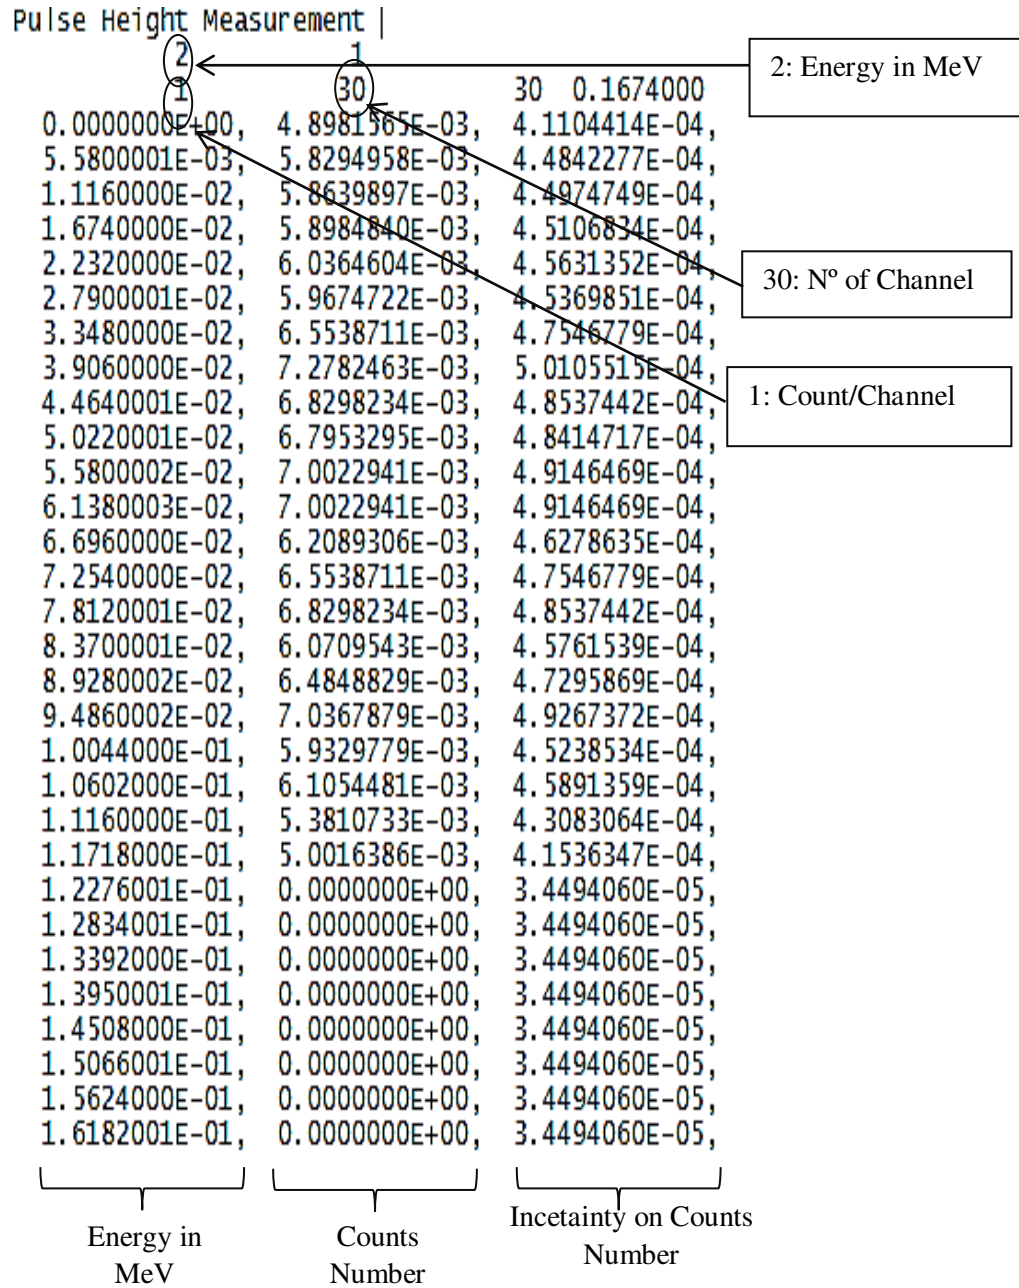 Pulse Height Measurement
2 1
2: Energy in MeV
1 30 30 0.1674000
0.0000000E+00, 4.8981565E-03, 4.1104414E-04,
5.5800001E-03, 5.8294958E-03, 4.4842277E-04,
1.1160000E-02, 5.8639897E-03, 4.4974749E-04,
1.6740000E-02, 5.8984840E-03, 4.5106834E-04,
2.2320000E-02, 6.0364604E-03, 4.5631352E-04,
2.7900001E-02, 5.9674722E-03, 4.5369851E-04,
30: Nº of Channel
3.3480000E-02, 6.5538711E-03, 4.7546779E-04,
3.9060000E-02, 7.2782463E-03, 5.0105515E-04,
4.4640001E-02, 6.8298234E-03, 4.8537442E-04,
1: Count/Channel
5.0220001E-02, 6.7953295E-03, 4.8414717E-04,
5.5800002E-02, 7.0022941E-03, 4.9146469E-04,
6.1380003E-02, 7.0022941E-03, 4.9146469E-04,
6.6960000E-02, 6.2089306E-03, 4.6278635E-04,
7.2540000E-02, 6.5538711E-03, 4.7546779E-04,
7.8120001E-02, 6.8298234E-03, 4.8537442E-04,
8.3700001E-02, 6.0709543E-03, 4.5761539E-04,
8.9280002E-02, 6.4848829E-03, 4.7295869E-04,
9.4860002E-02, 7.0367879E-03, 4.9267372E-04,
1.0044000E-01, 5.9329779E-03, 4.5238534E-04,
1.0602000E-01, 6.1054481E-03, 4.5891359E-04,
1.1160000E-01, 5.3810733E-03, 4.3083064E-04,
1.1718000E-01, 5.0016386E-03, 4.1536347E-04,
1.2276001E-01, 0.0000000E+00, 3.4494060E-05,
1.2834001E-01, 0.0000000E+00, 3.4494060E-05,
1.3392000E-01, 0.0000000E+00, 3.4494060E-05,
1.3950001E-01, 0.0000000E+00, 3.4494060E-05,
1.4508000E-01, 0.0000000E+00, 3.4494060E-05,
1.5066001E-01, 0.0000000E+00, 3.4494060E-05,
1.5624000E-01, 0.0000000E+00, 3.4494060E-05,
1.6182001E-01, 0.0000000E+00, 3.4494060E-05,
Energy in
MeV
Counts
Number
Incetainty on Counts
Number